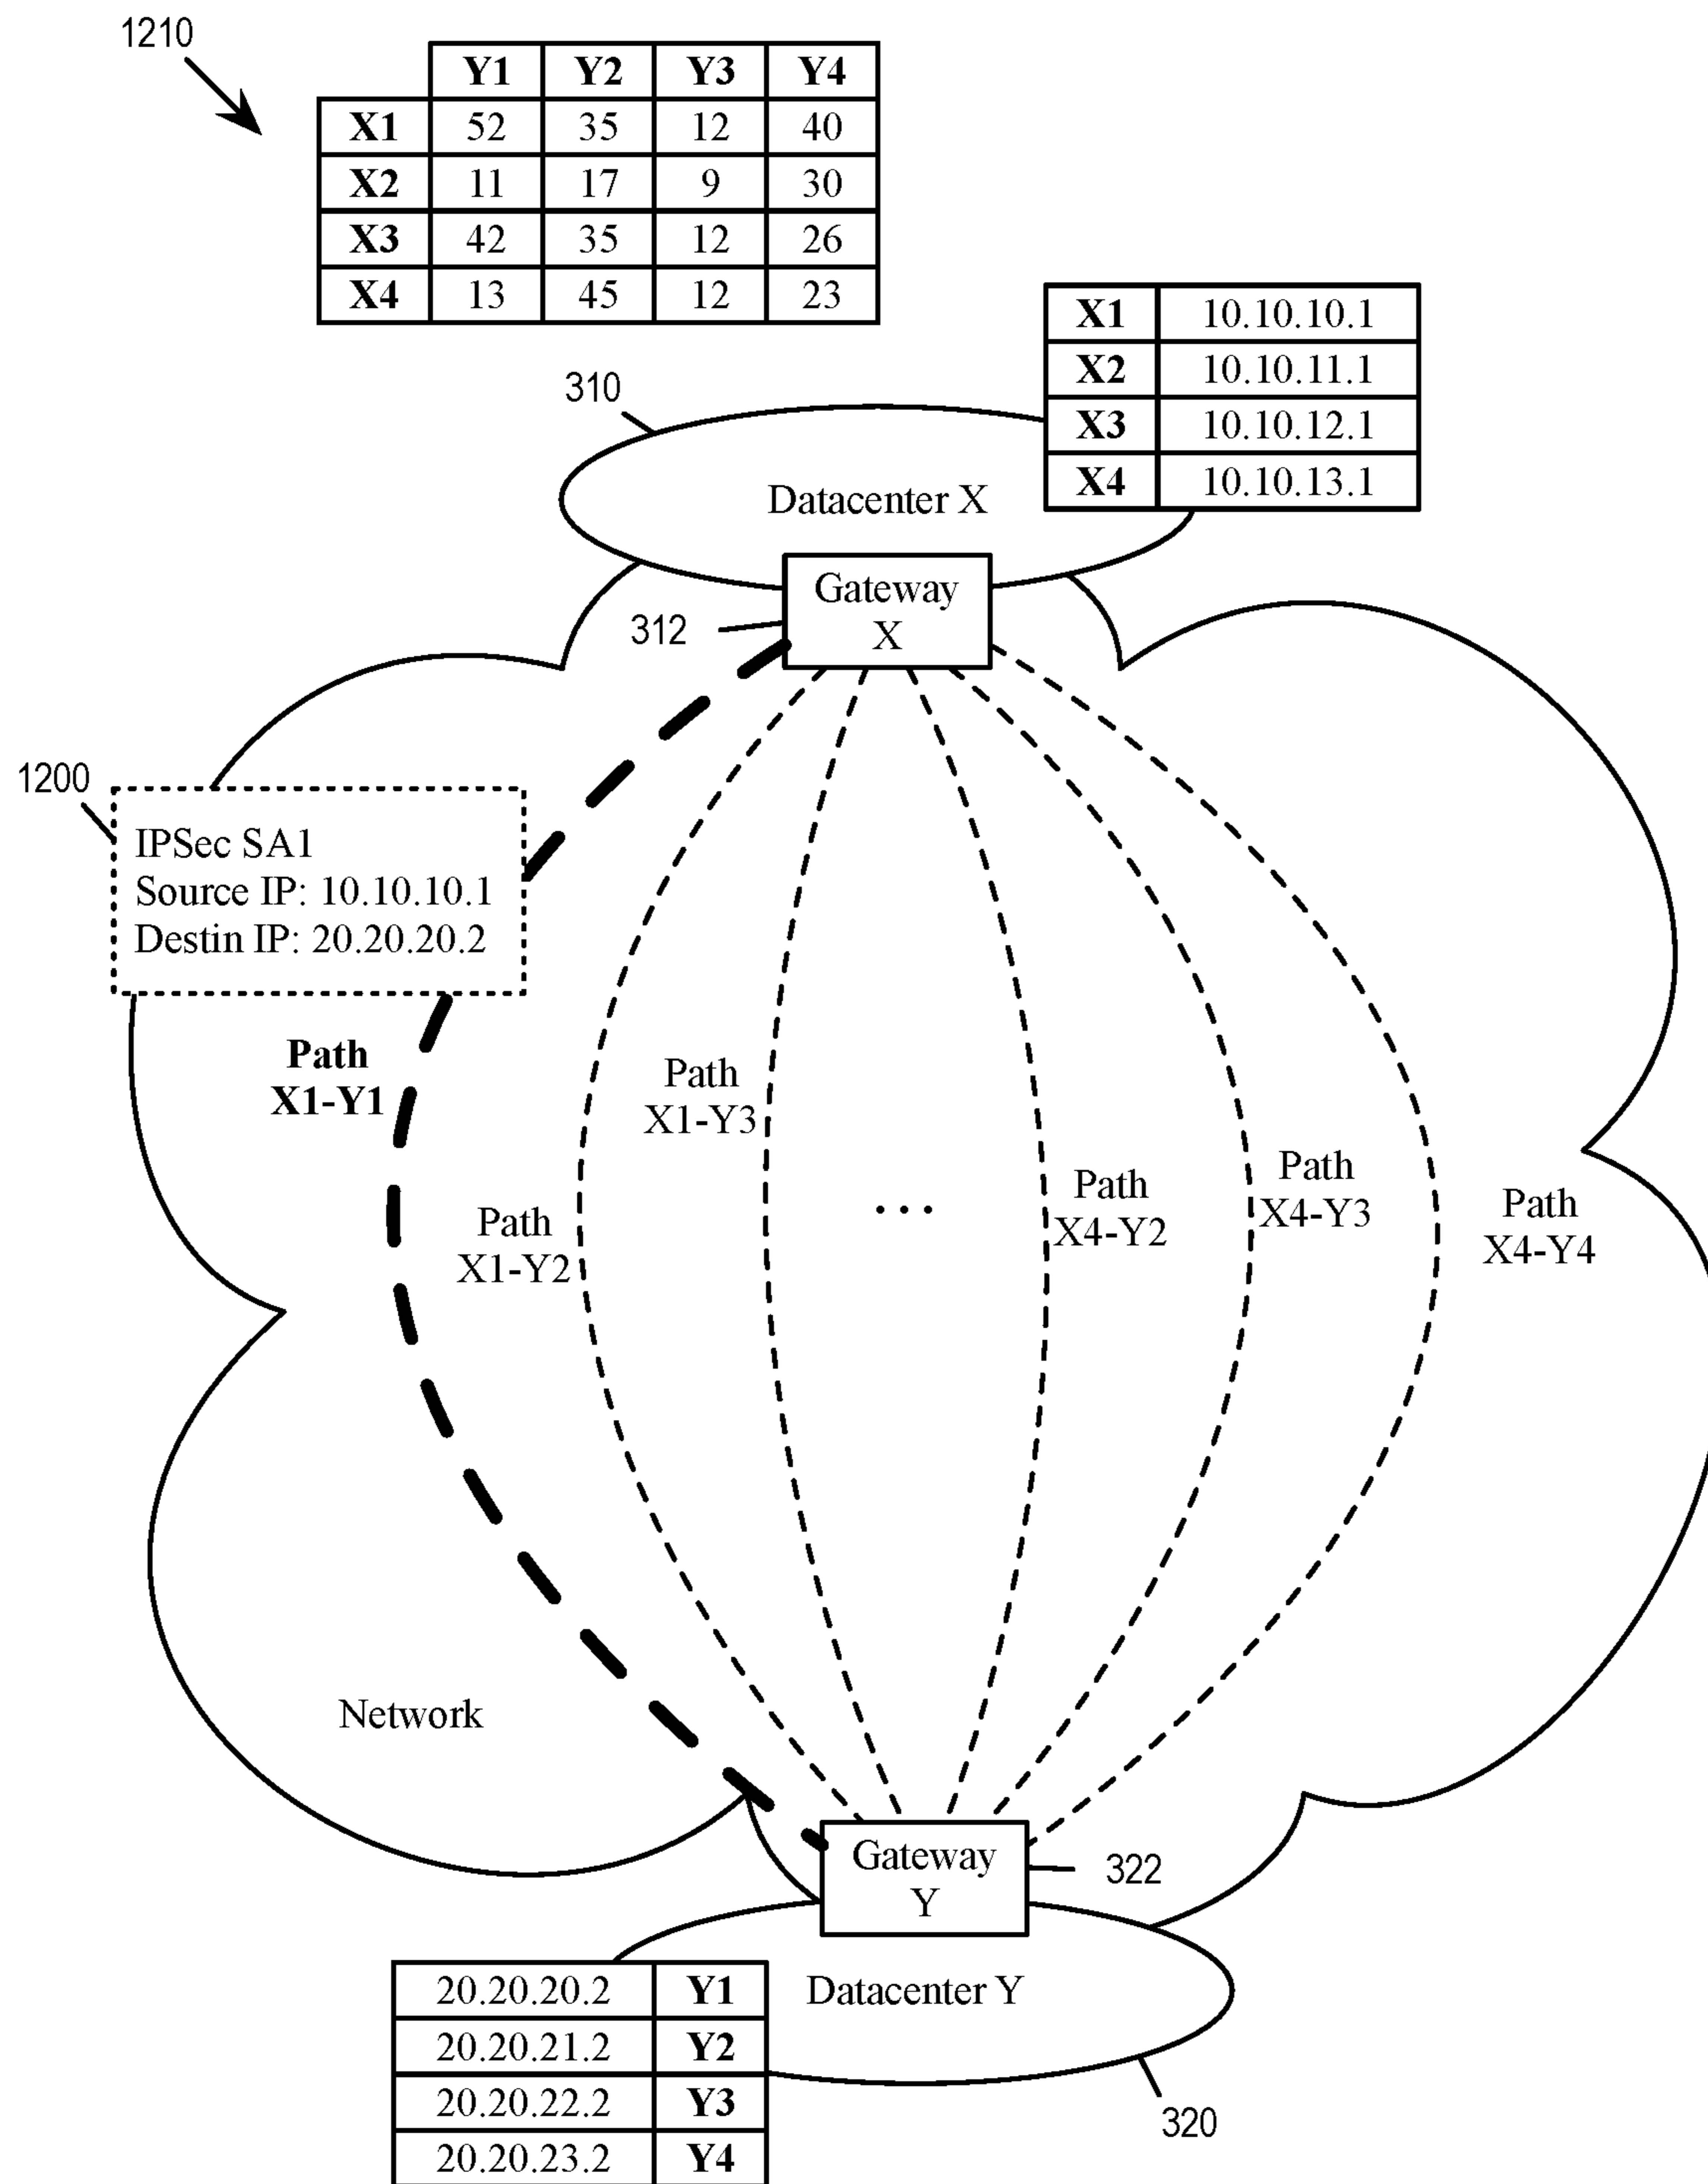 1210
Y1 Y2 Y3 Y4
X1 52 35 12 40
X2 11 17 9 30
X3 42 35 12 26
X4 13 45 12 23
X1 10.10.10.1
X2 10.10.11.1
X3 10.10.12.1
X4 10.10.13.1
310
Datacenter X
Gateway
X
312
1200
IPSec SA1
Source IP: 10.10.10.1
Destin IP: 20.20.20.2
Path
X1-Y1
Path
X1-Y2
Path
X1-Y3
...
Path
X4-Y2
Path
X4-Y3
Path
X4-Y4
Network
Gateway
Y
322
Datacenter Y
20.20.20.2 Y1
20.20.21.2 Y2
20.20.22.2 Y3
20.20.23.2 Y4
320